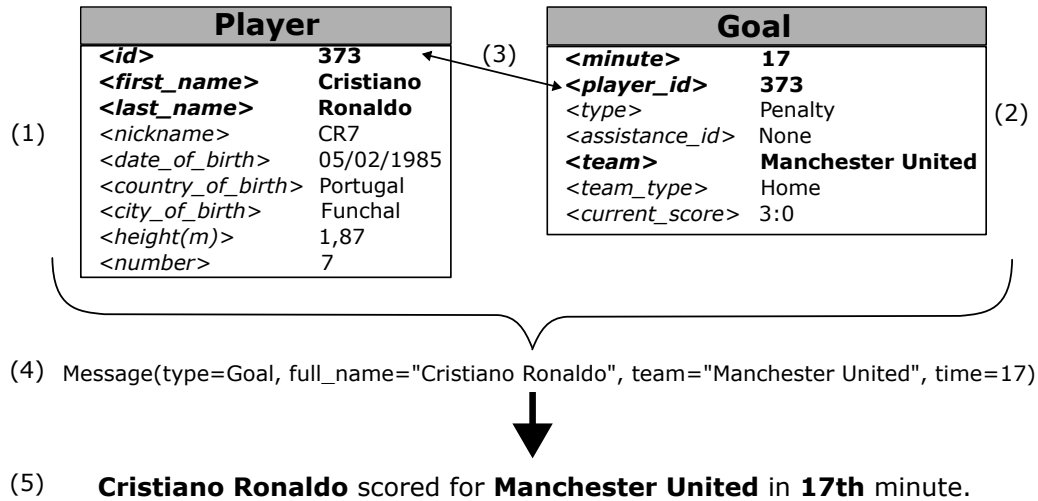 Player
<id> 373
<first_name> Cristiano
<last_name> Ronaldo
<nickname> CR7
<date_of_birth> 05/02/1985
<country_of_birth> Portugal
<city_of_birth> Funchal
<height(m)> 1,87
<number> 7
(1)
(3)
Goal
<minute> 17
<player_id> 373
<type> Penalty
<assistance_id> None
<team> Manchester United
<team_type> Home
<current_score> 3:0
(2)
(4) Message(type=Goal, full_name="Cristiano Ronaldo", team="Manchester United", time=17)
(5) Cristiano Ronaldo scored for Manchester United in 17th minute.